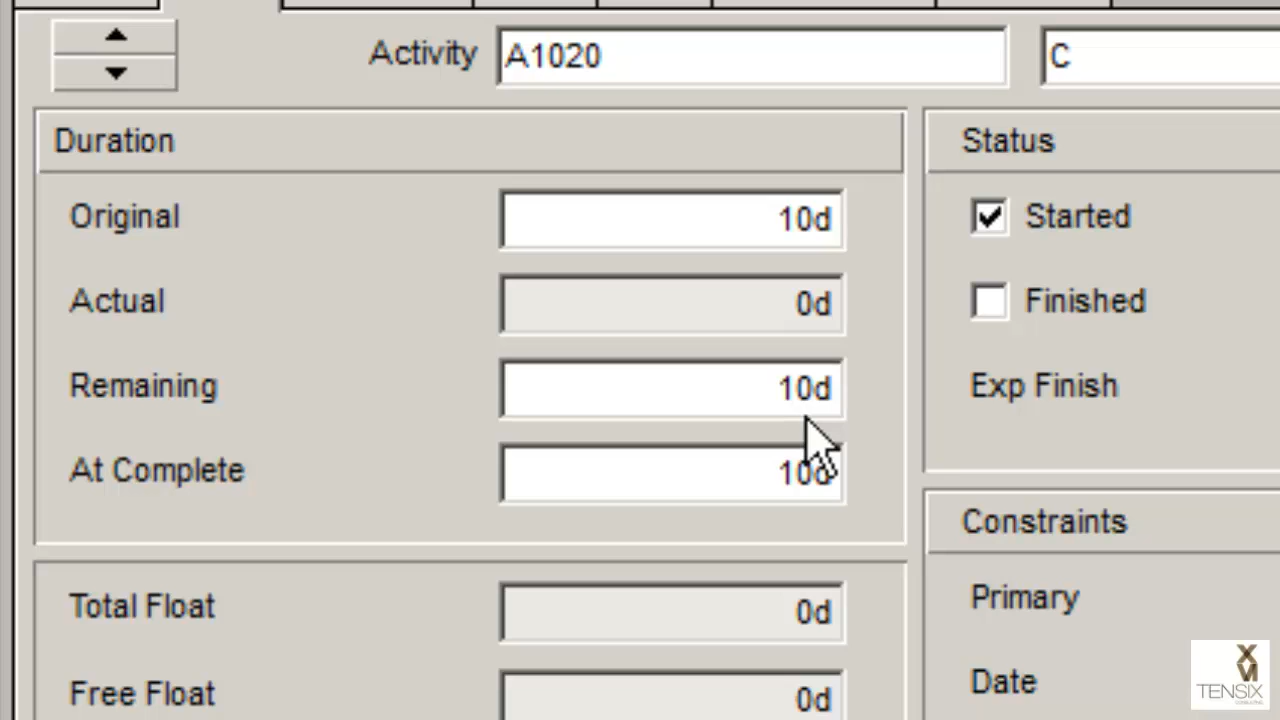 Activity A1020 C
Duration
Original 10d
Actual 0d
Remaining 10d
At Complete 10d
Total Float 0d
Free Float 0d
Status
Started
Finished
Exp Finish
Constraints
Primary
Date
TENSIX